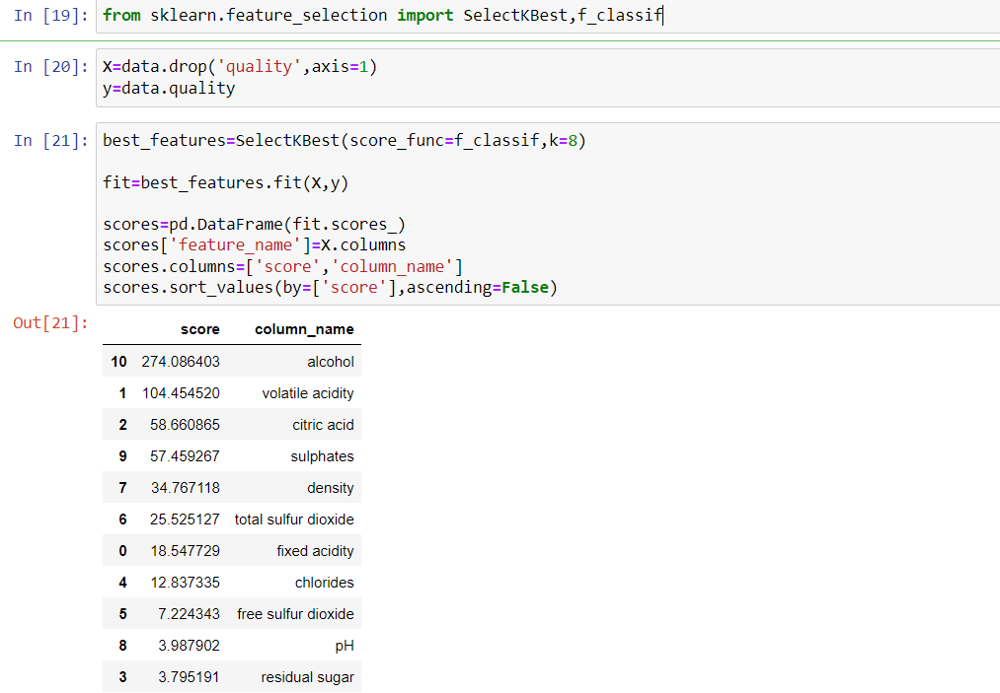 In [19]: from sklearn.feature_selection import SelectKBest,f_classif
In [20]: X=data.drop('quality',axis=1)
y=data.quality
In [21]: best_features=SelectKBest(score_func=f_classif,k=8)
fit=best_features.fit(X,y)
scores=pd.DataFrame(fit.scores_)
scores['feature_name']=X.columns
scores.columns=['score','column_name']
scores.sort_values(by=['score'],ascending=False)
Out[21]:
score column_name
10 274.086403 alcohol
1 104.454520 volatile acidity
2 58.660865 citric acid
9 57.459267 sulphates
7 34.767118 density
6 25.525127 total sulfur dioxide
0 18.547729 fixed acidity
4 12.837335 chlorides
5 7.224343 free sulfur dioxide
8 3.987902 pH
3 3.795191 residual sugar